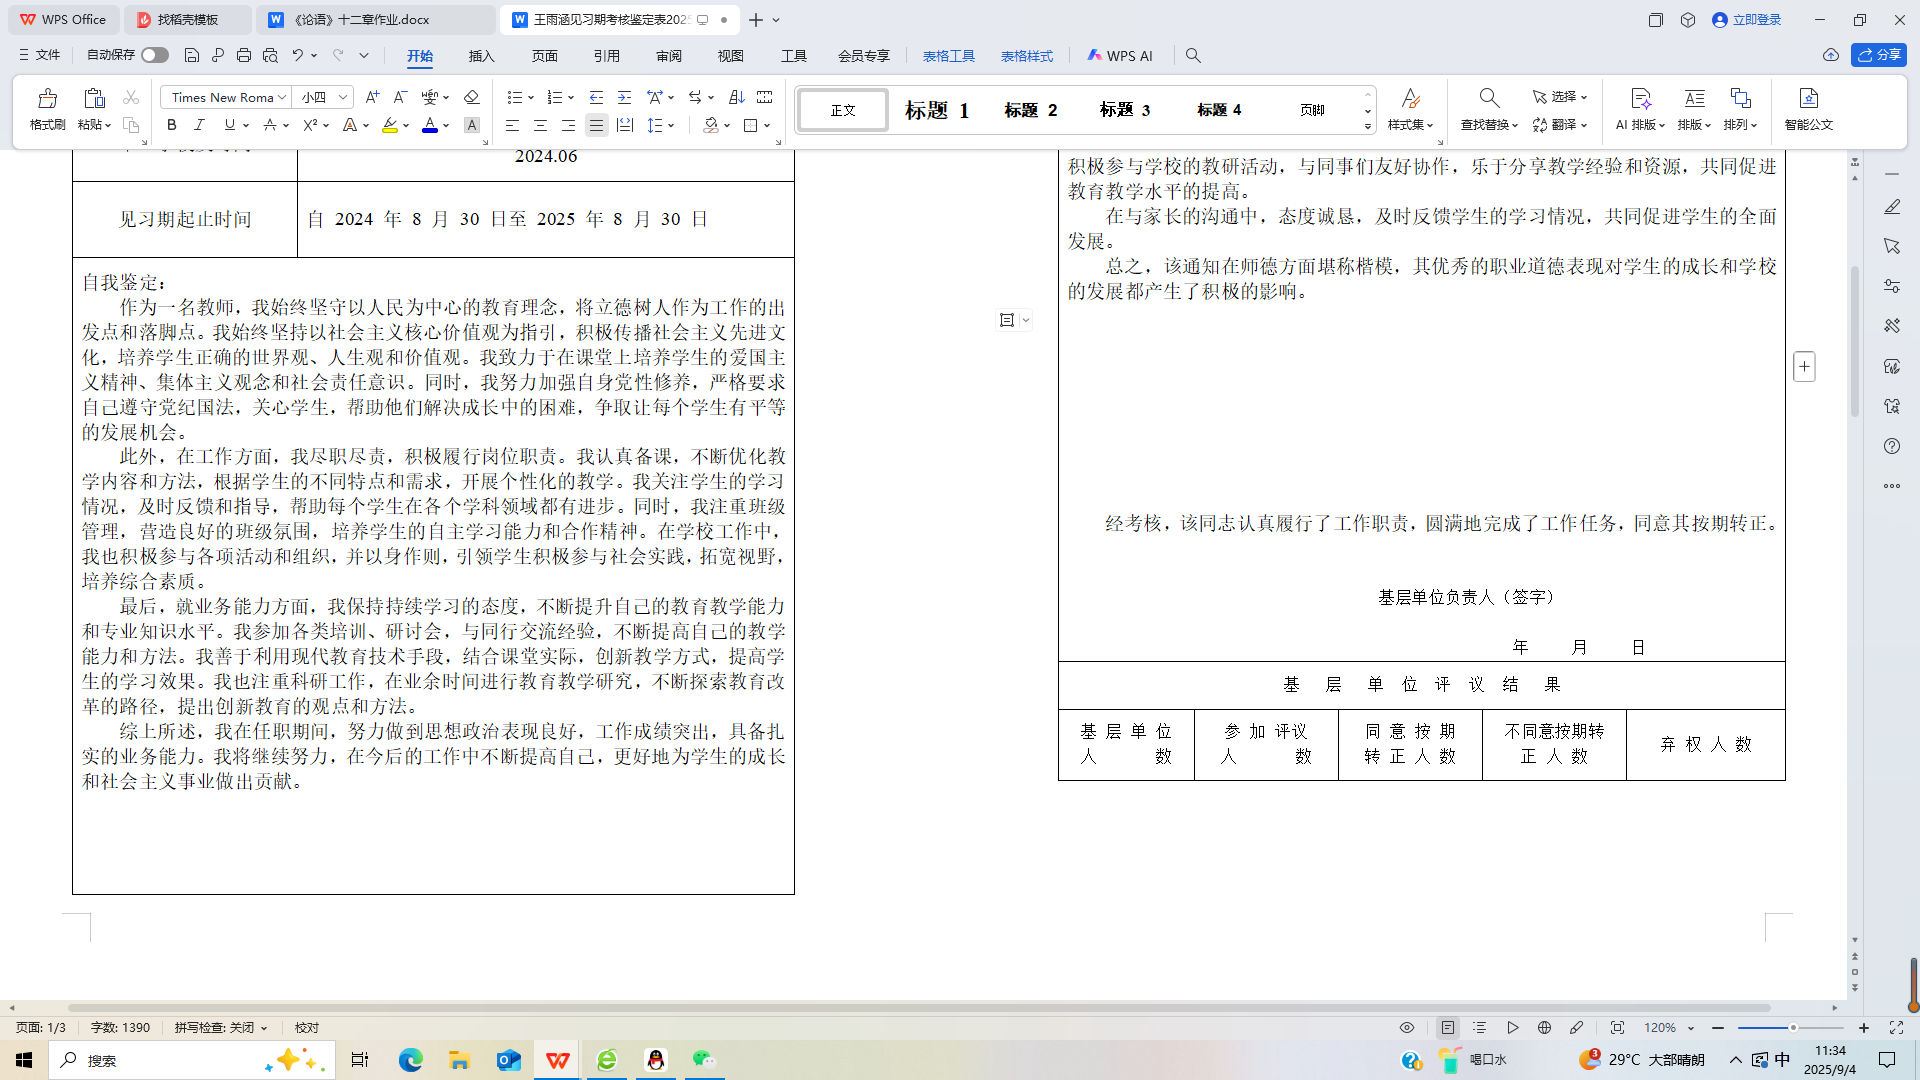 WPS Office
找稻壳模板
《论语》十二章作业.docx
王雨涵见习期考核鉴定表2025
立即登录
文件
自动保存
开始
插入
页面
引用
审阅
视图
工具
会员专享
表格工具
表格样式
WPS AI
分享
格式刷
粘贴
Times New Roma
小四
正文
标题 1
标题 2
标题 3
标题 4
页脚
样式集
查找替换
选择
翻译
AI 排版
排版
排列
智能公文
2024.06
见习期起止时间
自 2024 年 8 月 30 日至 2025 年 8 月 30 日
自我鉴定：
作为一名教师，我始终坚守以人民为中心的教育理念，将立德树人作为工作的出
发点和落脚点。我始终坚持以社会主义核心价值观为指引，积极传播社会主义先进文
化，培养学生正确的世界观、人生观和价值观。我致力于在课堂上培养学生的爱国主
义精神、集体主义观念和社会责任意识。同时，我努力加强自身党性修养，严格要求
自己遵守党纪国法，关心学生，帮助他们解决成长中的困难，争取让每个学生有平等
的发展机会。
此外，在工作方面，我尽职尽责，积极履行岗位职责。我认真备课，不断优化教
学内容和方法，根据学生的不同特点和需求，开展个性化的教学。我关注学生的学习
情况，及时反馈和指导，帮助每个学生在各个学科领域都有进步。同时，我注重班级
管理，营造良好的班级氛围，培养学生的自主学习能力和合作精神。在学校工作中，
我也积极参与各项活动和组织，并以身作则，引领学生积极参与社会实践，拓宽视野，
培养综合素质。
最后，就业务能力方面，我保持持续学习的态度，不断提升自己的教育教学能力
和专业知识水平。我参加各类培训、研讨会，与同行交流经验，不断提高自己的教学
能力和方法。我善于利用现代教育技术手段，结合课堂实际，创新教学方式，提高学
生的学习效果。我也注重科研工作，在业余时间进行教育教学研究，不断探索教育改
革的路径，提出创新教育的观点和方法。
综上所述，我在任职期间，努力做到思想政治表现良好，工作成绩突出，具备扎
实的业务能力。我将继续努力，在今后的工作中不断提高自己，更好地为学生的成长
和社会主义事业做出贡献。
积极参与学校的教研活动，与同事们友好协作，乐于分享教学经验和资源，共同促进
教育教学水平的提高。
在与家长的沟通中，态度诚恳，及时反馈学生的学习情况，共同促进学生的全面
发展。
总之，该通知在师德方面堪称楷模，其优秀的职业道德表现对学生的成长和学校
的发展都产生了积极的影响。
经考核，该同志认真履行了工作职责，圆满地完成了工作任务，同意其按期转正。
基层单位负责人（签字）
年 月 日
基 层 单 位 评 议 结 果
基 层 单 位
人 数
参 加 评议
人 数
同 意 按 期
转 正 人 数
不同意按期转
正 人 数
弃 权 人 数
页面: 1/3
字数: 1390
拼写检查: 关闭
校对
120%
搜索
喝口水
3
29°C 大部晴朗
中
11:34
2025/9/4